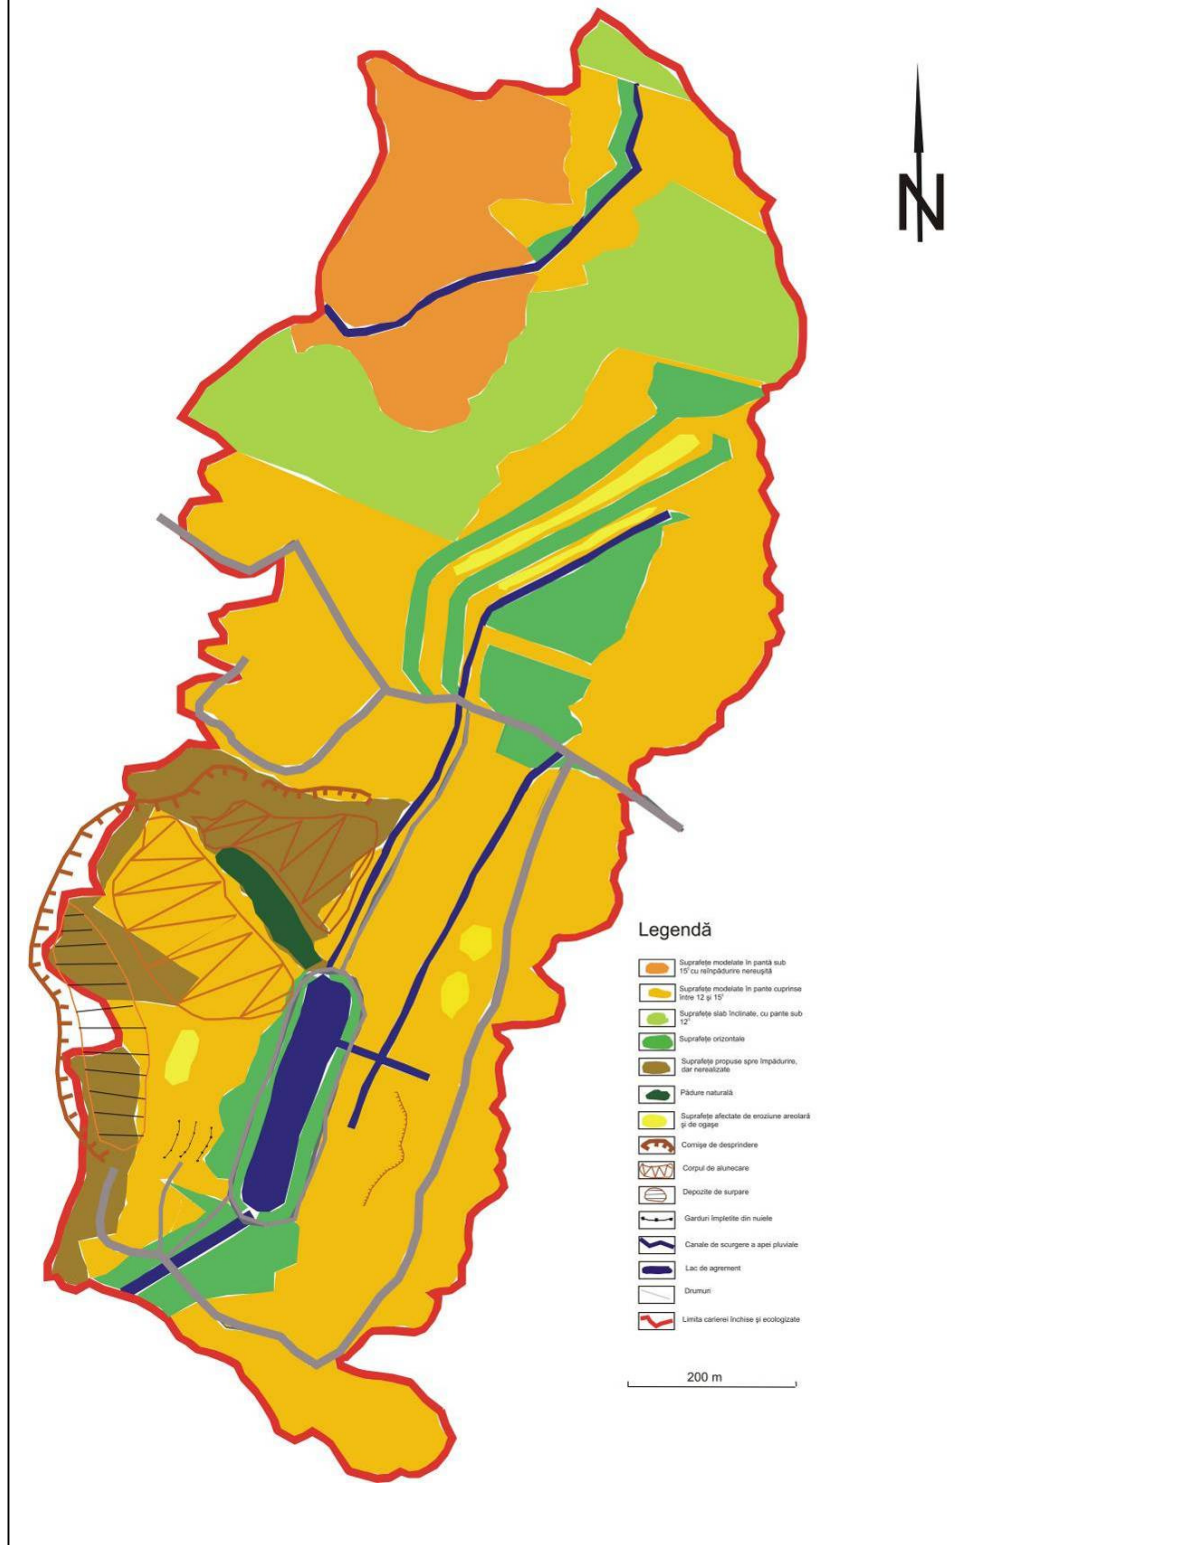 N
Legendă
Suprafețe modelate în pantă sub
15° cu reînpădurire nereușită
Suprafețe modelate în pante cuprinse
între 12 și 15°
Suprafețe slab înclinate, cu pante sub
12°
Suprafețe orizontale
Suprafețe propuse spre împădurire,
dar nerealizate
Pădure naturală
Suprafețe afectate de eroziune areolară
și de ogașe
Cornișe de desprindere
Corpul de alunecare
Depozite de surpare
Garduri împletite din nuiele
Canale de scurgere a apei pluviale
Lac de agrement
Drumuri
Limita carierei închise și ecologizate
200 m